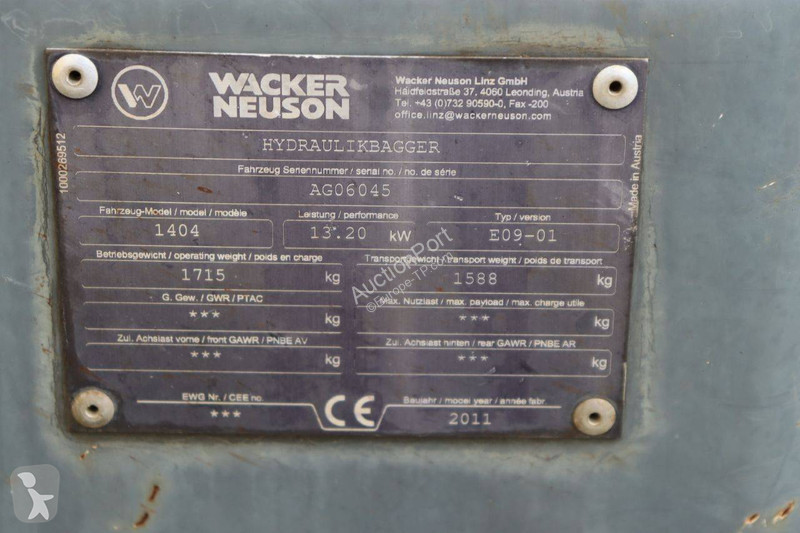 W
WACKER
NEUSON
Wacker Neuson Linz GmbH
Haidfeldstraße 37, 4060 Leonding, Austria
Tel. +43 (0)732 90590-0, Fax -200
office.linz@wackerneuson.com
HYDRAULIKBAGGER
Fahrzeug Seriennummer / serial no. / no. de série
AG06045
Fahrzeug-Model / model / modèle
Leistung / performance
Typ / version
1404
13.20 kW
E09-01
Betriebsgewicht / operating weight / poids en charge
Transportgewicht / transport weight / poids de transport
1715 kg
1588 kg
G. Gew. / GWR / PTAC
Max. Nutzlast / max. payload / max. charge utile
*** kg
*** kg
Zul. Achslast vorne / front GAWR / PNBE AV
Zul. Achslast hinten / rear GAWR / PNBE AR
*** kg
*** kg
EWG Nr. / CEE no.
***
CE
Baujahr / model year / année fabr.
2011
1000269512
Made in Austria
AuctionPort
©Europe-TP.com